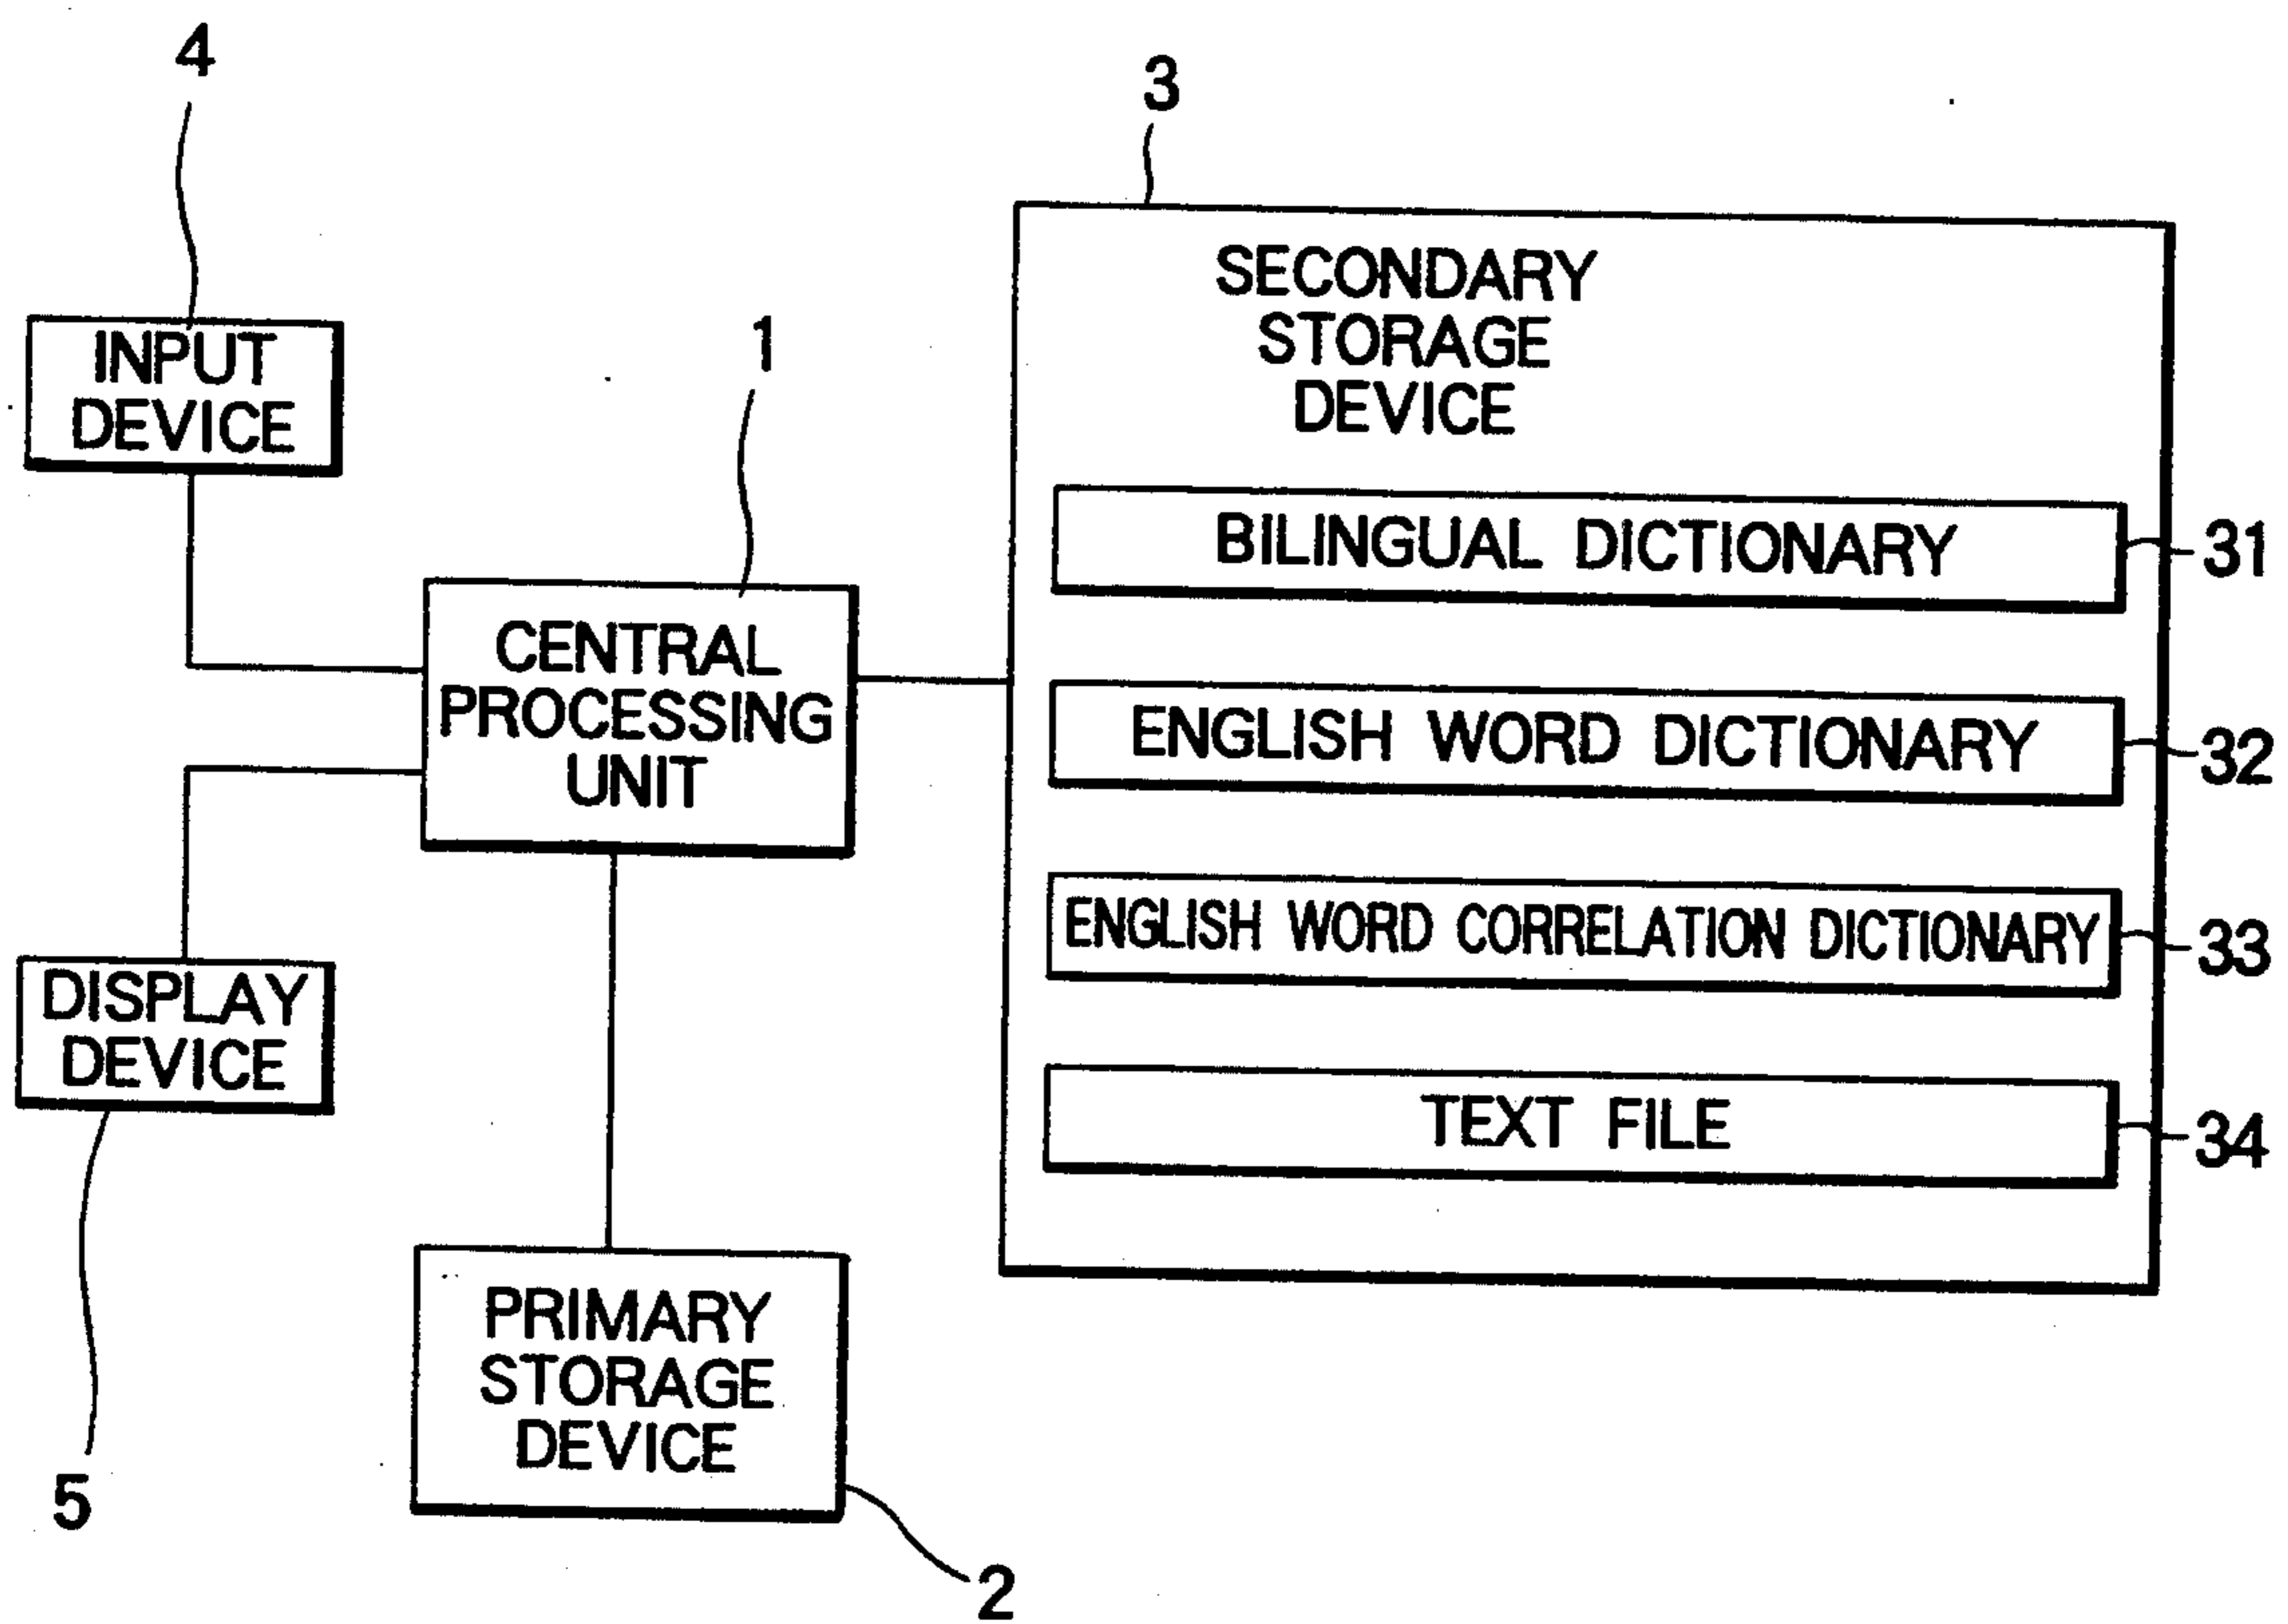 4
3
INPUT
DEVICE
1
SECONDARY
STORAGE
DEVICE
BILINGUAL DICTIONARY
31
CENTRAL
PROCESSING
UNIT
ENGLISH WORD DICTIONARY
32
ENGLISH WORD CORRELATION DICTIONARY
33
DISPLAY
DEVICE
TEXT FILE
34
PRIMARY
STORAGE
DEVICE
5
2